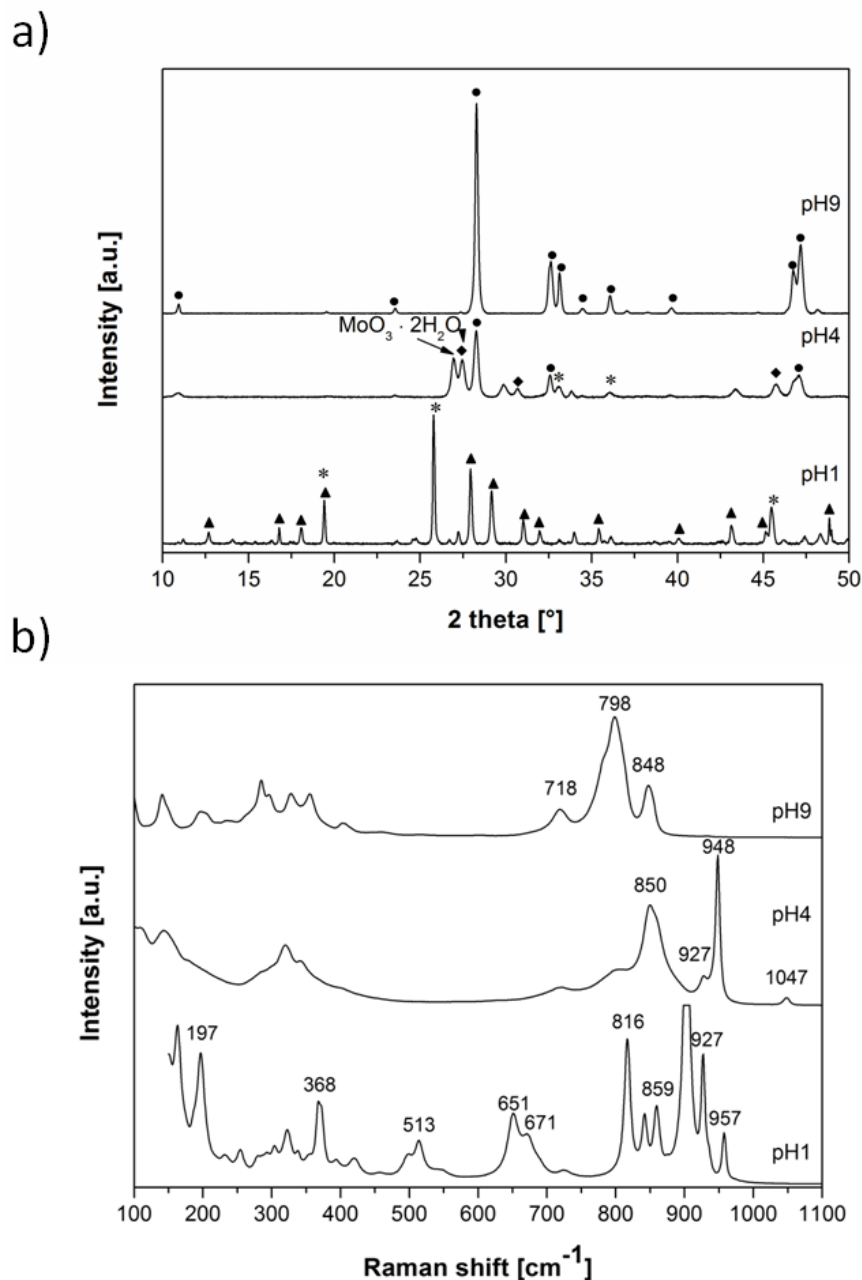 a)
Intensity [a.u.]
pH9
MoO₃ · 2H₂O
pH4
pH1
10 15 20 25 30 35 40 45 50
2 theta [°]
b)
Intensity [a.u.]
798
718
848
pH9
948
850
pH4
927
1047
197
368
513
651
671
816
859
927
957
pH1
100 200 300 400 500 600 700 800 900 1000 1100
Raman shift [cm⁻¹]